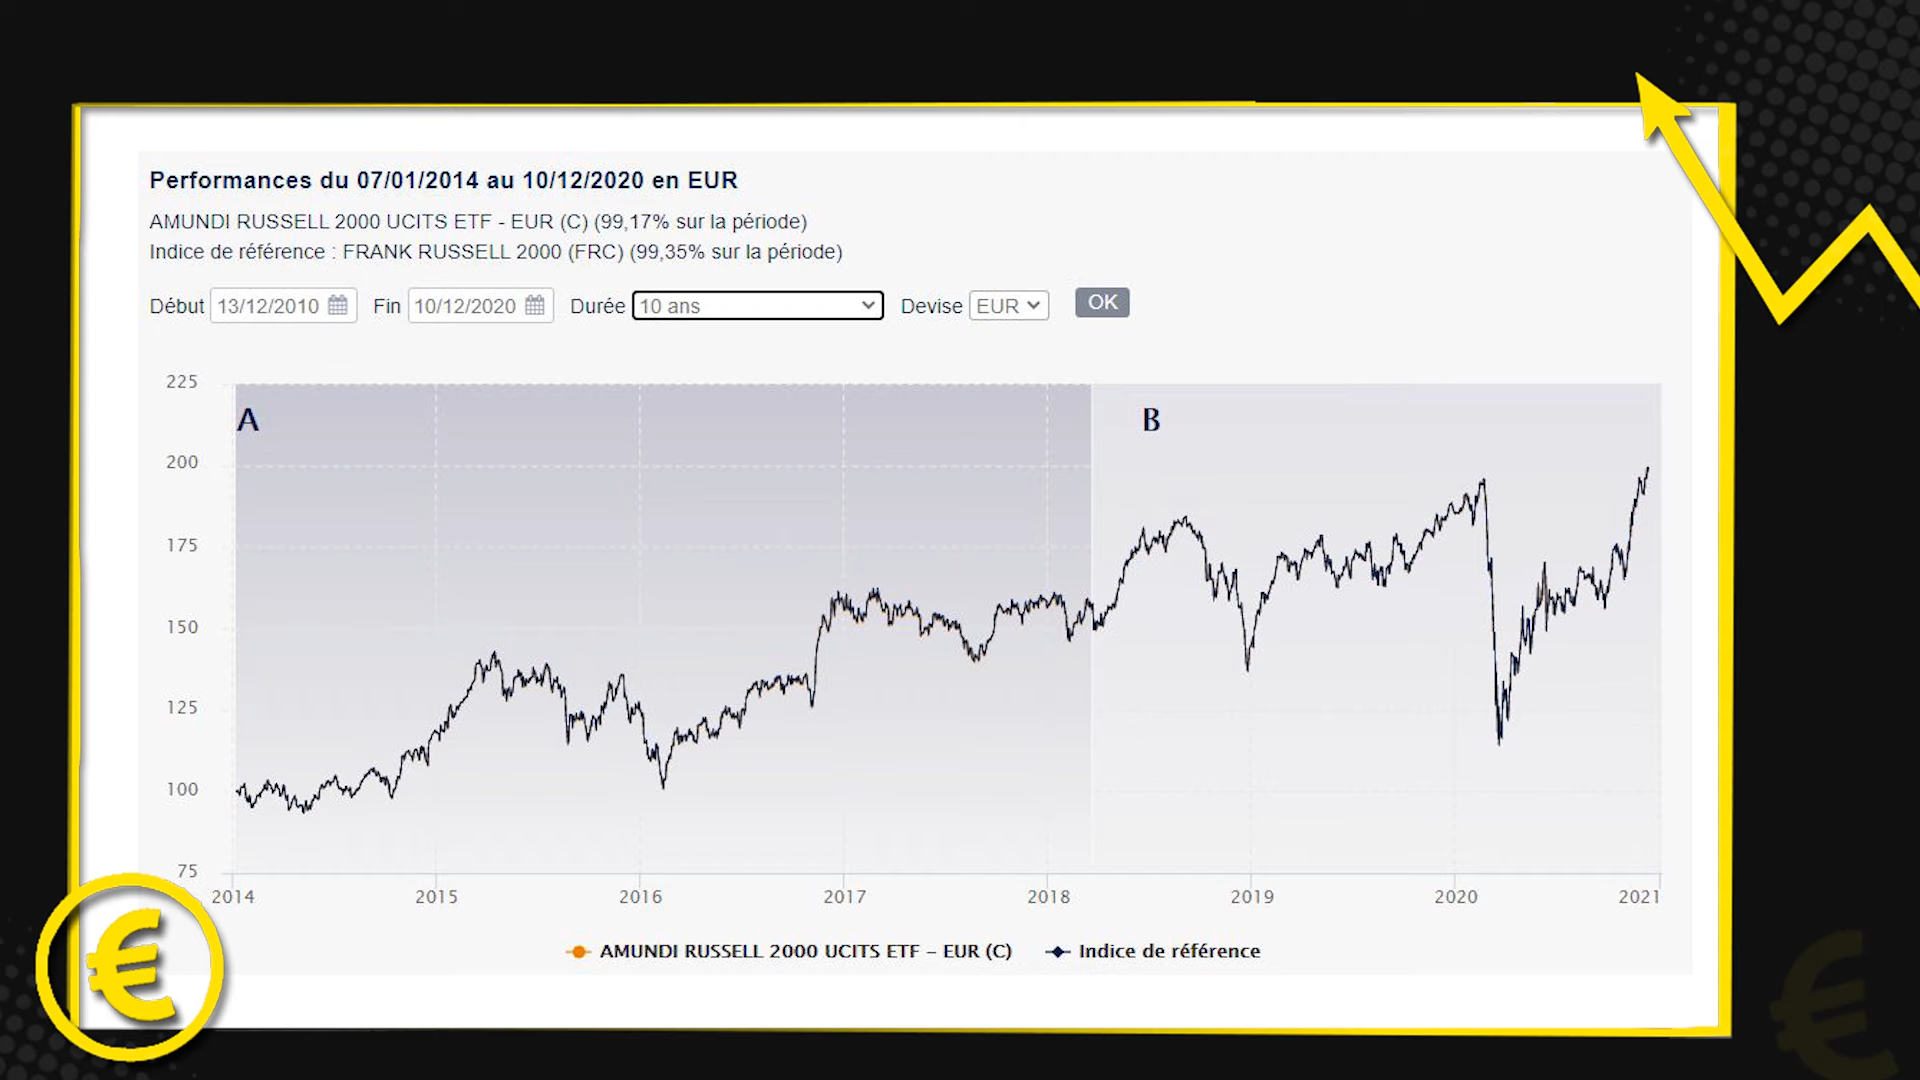 Performances du 07/01/2014 au 10/12/2020 en EUR
AMUNDI RUSSELL 2000 UCITS ETF - EUR (C) (99,17% sur la période)
Indice de référence : FRANK RUSSELL 2000 (FRC) (99,35% sur la période)
Début 13/12/2010 Fin 10/12/2020 Durée 10 ans Devise EUR OK
225
A B
200
175
150
125
100
75
2014 2015 2016 2017 2018 2019 2020 2021
AMUNDI RUSSELL 2000 UCITS ETF – EUR (C) Indice de référence
€
€